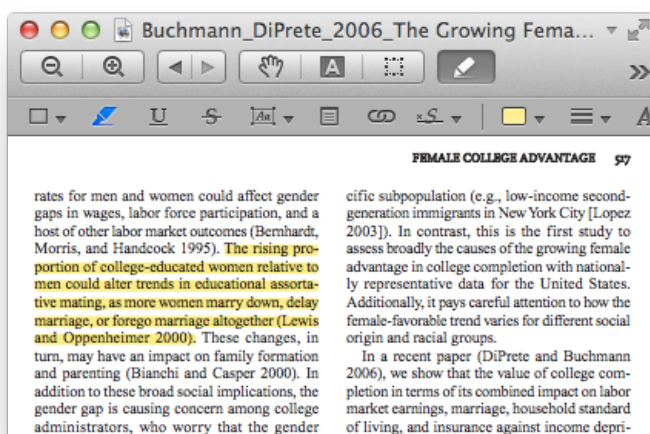 Buchmann_DiPrete_2006_The Growing Fema...
A
U
S
Aa
S
A
FEMALE COLLEGE ADVANTAGE 517
rates for men and women could affect gender
gaps in wages, labor force participation, and a
host of other labor market outcomes (Bernhardt,
Morris, and Handcock 1995). The rising pro-
portion of college-educated women relative to
men could alter trends in educational assorta-
tive mating, as more women marry down, delay
marriage, or forego marriage altogether (Lewis
and Oppenheimer 2000). These changes, in
turn, may have an impact on family formation
and parenting (Bianchi and Casper 2000). In
addition to these broad social implications, the
gender gap is causing concern among college
administrators, who worry that the gender
cific subpopulation (e.g., low-income second-
generation immigrants in New York City [Lopez
2003]). In contrast, this is the first study to
assess broadly the causes of the growing female
advantage in college completion with national-
ly representative data for the United States.
Additionally, it pays careful attention to how the
female-favorable trend varies for different social
origin and racial groups.
In a recent paper (DiPrete and Buchmann
2006), we show that the value of college com-
pletion in terms of its combined impact on labor
market earnings, marriage, household standard
of living, and insurance against income depri-